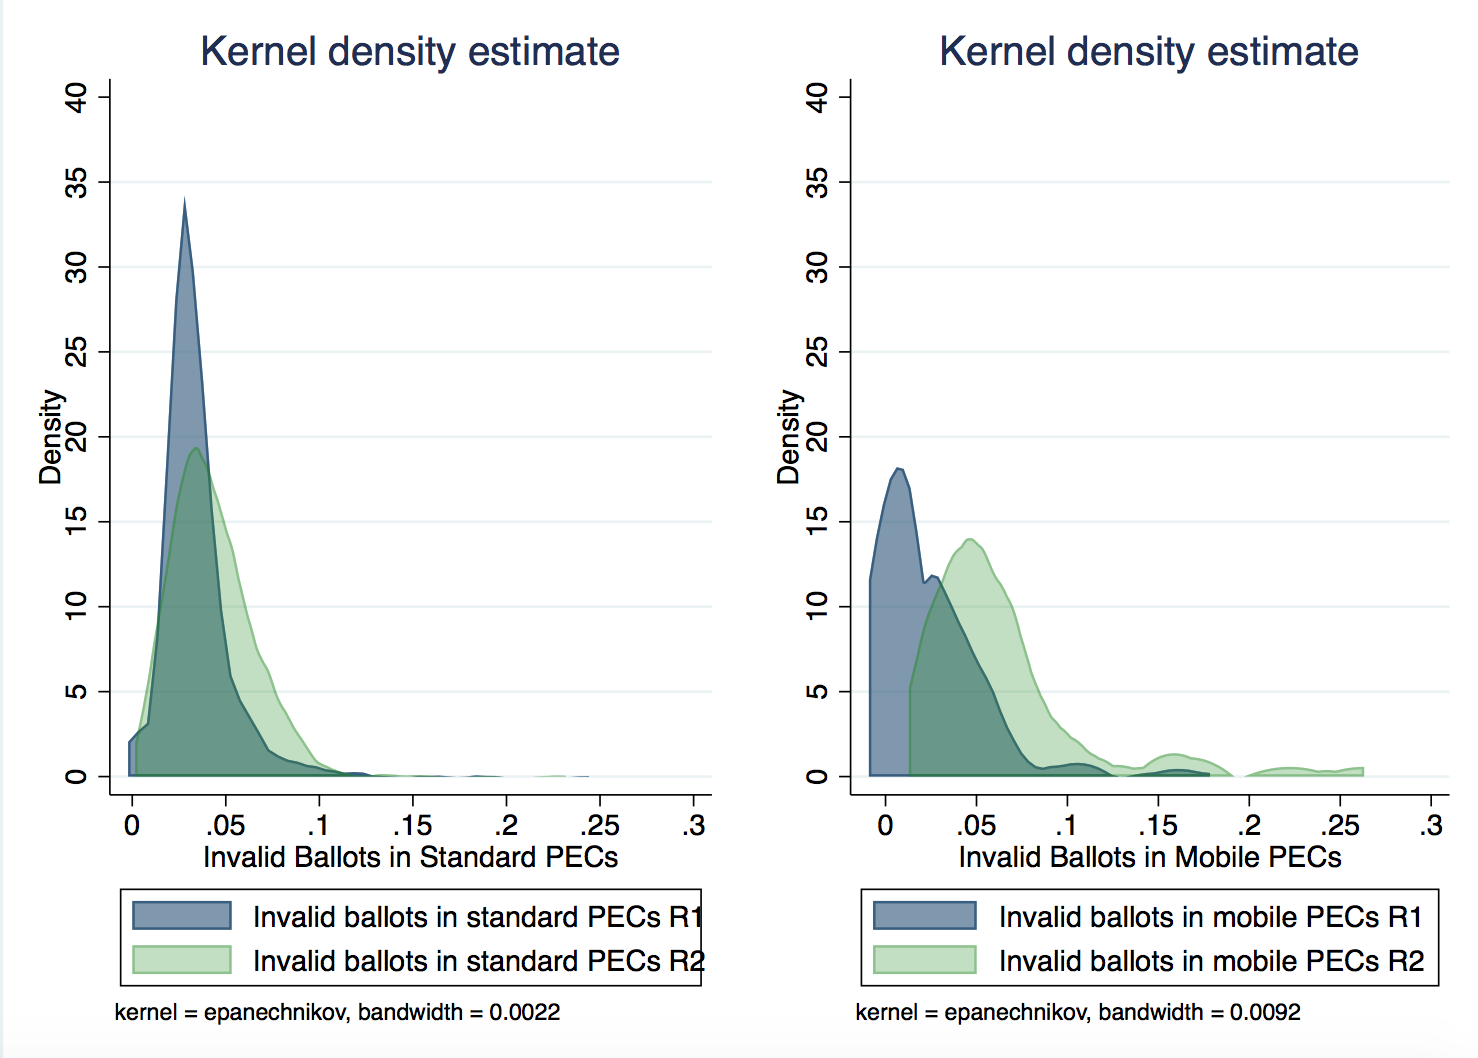 Kernel density estimate
40
35
30
25
20
15
10
5
0
Density
0 .05 .1 .15 .2 .25 .3
Invalid Ballots in Standard PECs
Invalid ballots in standard PECs R1
Invalid ballots in standard PECs R2
kernel = epanechnikov, bandwidth = 0.0022
Kernel density estimate
40
35
30
25
20
15
10
5
0
Density
0 .05 .1 .15 .2 .25 .3
Invalid Ballots in Mobile PECs
Invalid ballots in mobile PECs R1
Invalid ballots in mobile PECs R2
kernel = epanechnikov, bandwidth = 0.0092